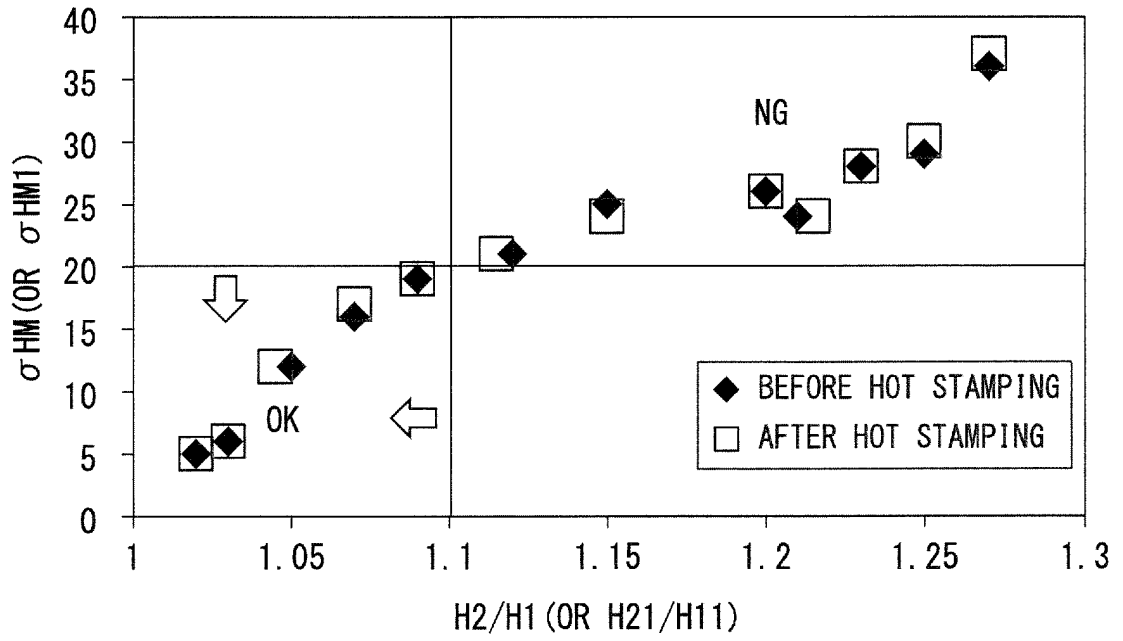 40
35
30
25
20
15
10
5
0
σHM(OR σHM1)
NG
OK
BEFORE HOT STAMPING
AFTER HOT STAMPING
1 1.05 1.1 1.15 1.2 1.25 1.3
H2/H1(OR H21/H11)